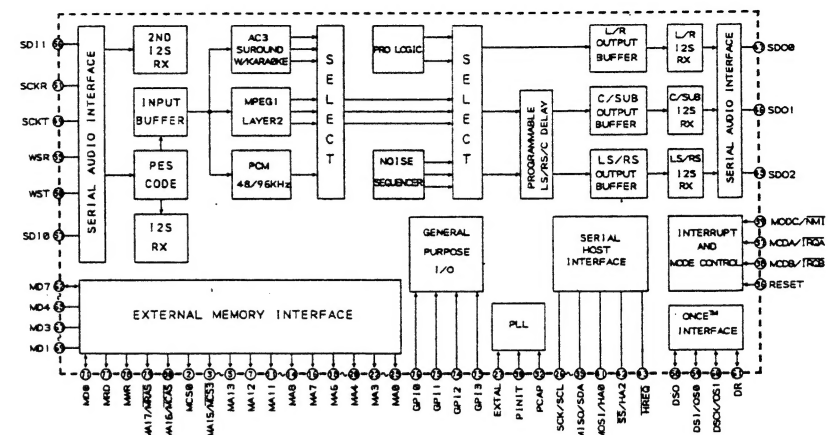 2ND
I2S
RX
AC3
SUROUND
W/KARAOKE
SELECT
PRO LOGIC
SELECT
L/R
OUTPUT
BUFFER
L/R
I2S
RX
SERIAL AUDIO INTERFACE
SDI1
SCKR
SCKT
WSR
WST
SDI0
SERIAL AUDIO INTERFACE
INPUT
BUFFER
MPEG1
LAYER2
PROGRAMMABLE
LS/RS/C DELAY
C/SUB
OUTPUT
BUFFER
C/SUB
I2S
RX
SDO0
SDO1
SDO2
PES
CODE
PCM
48/96KHz
NOISE
SEQUENCER
LS/RS
OUTPUT
BUFFER
LS/RS
I2S
RX
I2S
RX
GENERAL
PURPOSE
I/O
SERIAL
HOST
INTERFACE
INTERRUPT
AND
MODE CONTROL
MODC/NMI
MODA/IRQA
MODB/IRQB
RESET
MD7
MD4
MD3
MD1
EXTERNAL MEMORY INTERFACE
PLL
ONCE™
INTERFACE
MD0
MRD
MWR
MA17/MRAS
MA16/MCAS
MCS0
MA15/MCS3
MA13
MA12
MA11
MA8
MA7
MA6
MA4
MA3
MA0
GPI0
GPI1
GPI2
GPI3
EXTAL
PINIT
PCAP
SCK/SCL
MISO/SDA
MOSI/HA0
SS/HA2
HREQ
DSO
DSI/OS0
DSCK/OS1
DR